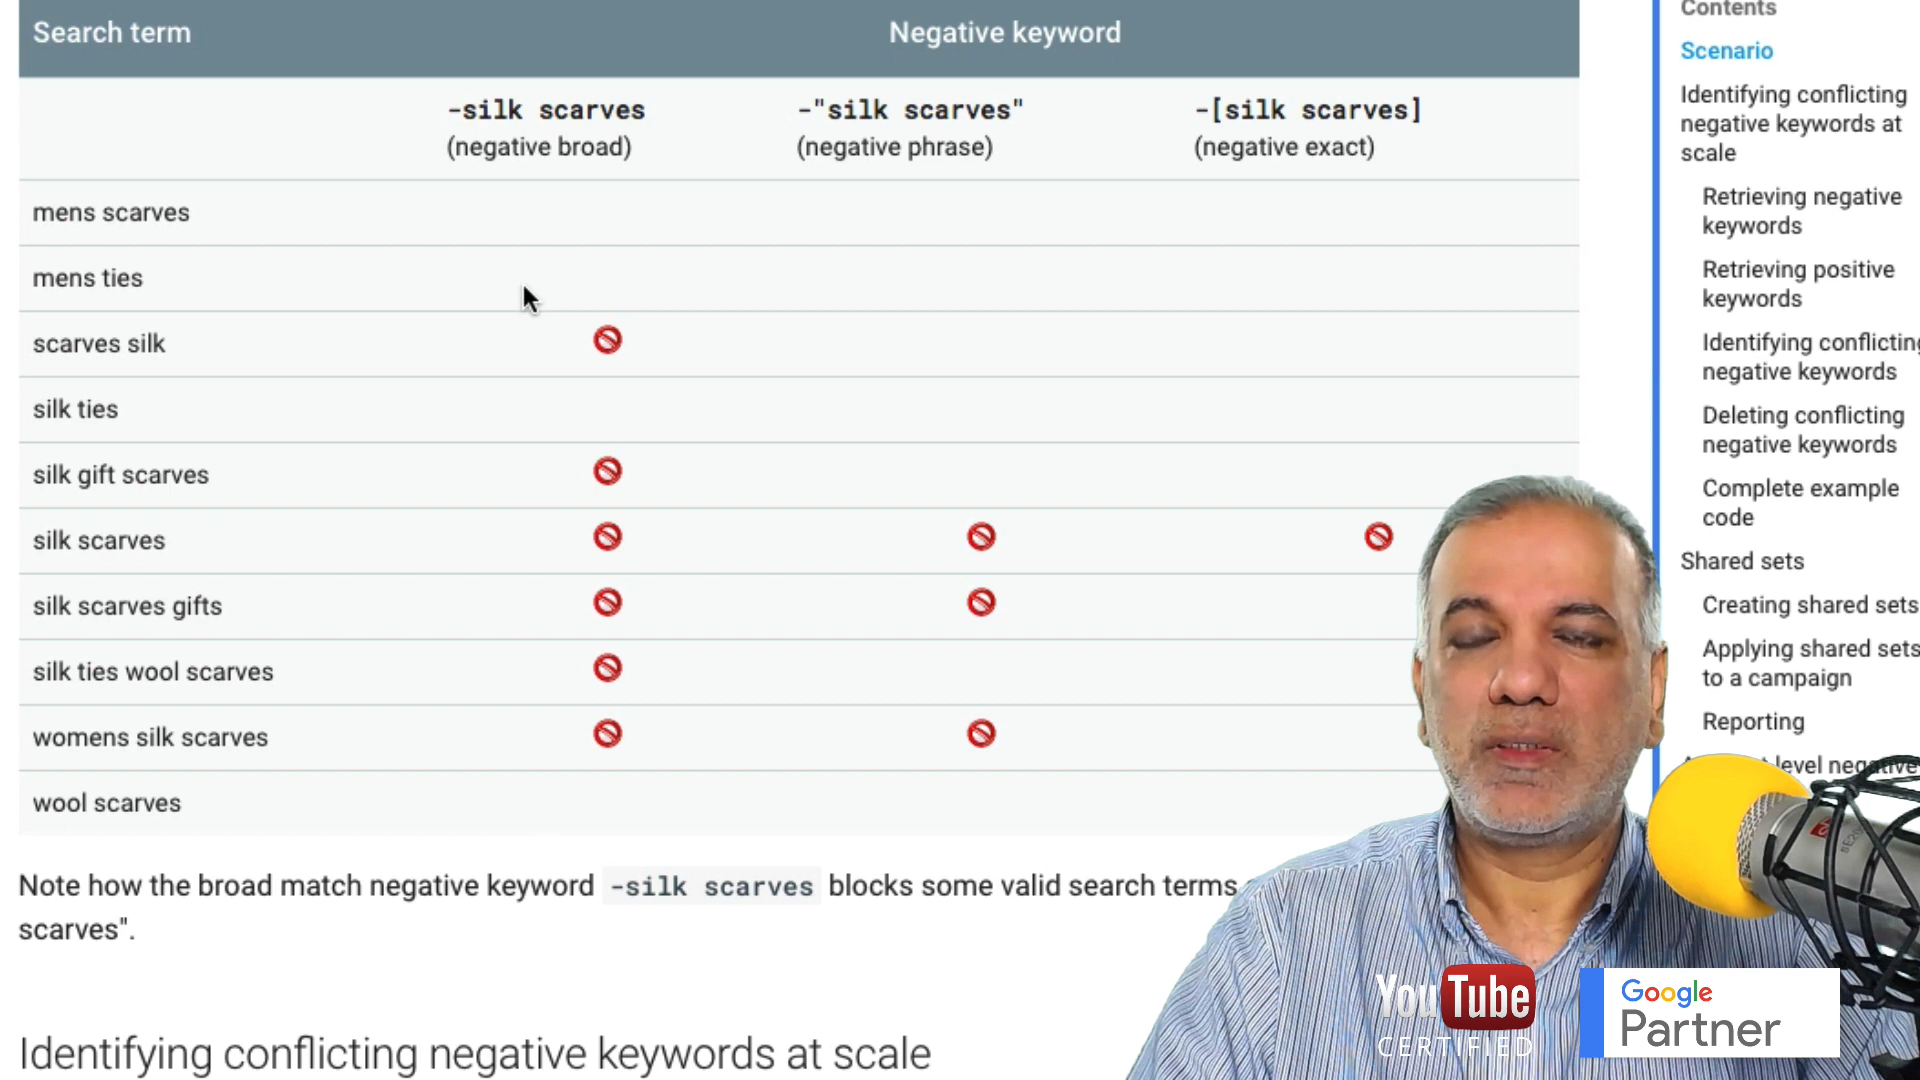 Search term
Negative keyword
-silk scarves
(negative broad)
-"silk scarves"
(negative phrase)
-[silk scarves]
(negative exact)
mens scarves
mens ties
scarves silk
silk ties
silk gift scarves
silk scarves
silk scarves gifts
silk ties wool scarves
womens silk scarves
wool scarves
Note how the broad match negative keyword -silk scarves blocks some valid search terms
scarves".
Identifying conflicting negative keywords at scale
Contents
Scenario
Identifying conflicting
negative keywords at
scale
Retrieving negative
keywords
Retrieving positive
keywords
Identifying conflicting
negative keywords
Deleting conflicting
negative keywords
Complete example
code
Shared sets
Creating shared sets
Applying shared sets
to a campaign
Reporting
level negative
YouTube
CERTIFIED
Google
Partner